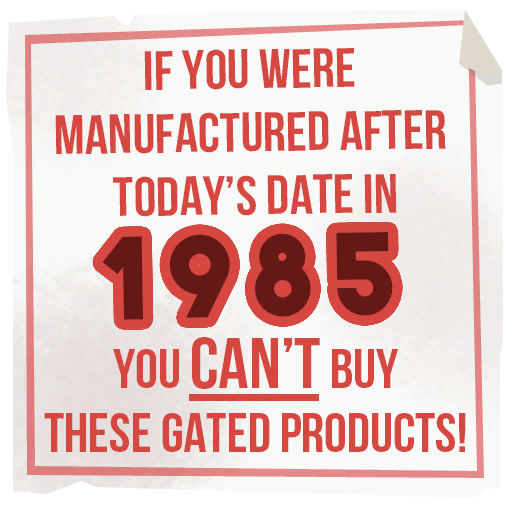 IF YOU WERE
MANUFACTURED AFTER
TODAY'S DATE IN
1985
YOU CAN'T BUY
THESE GATED PRODUCTS!